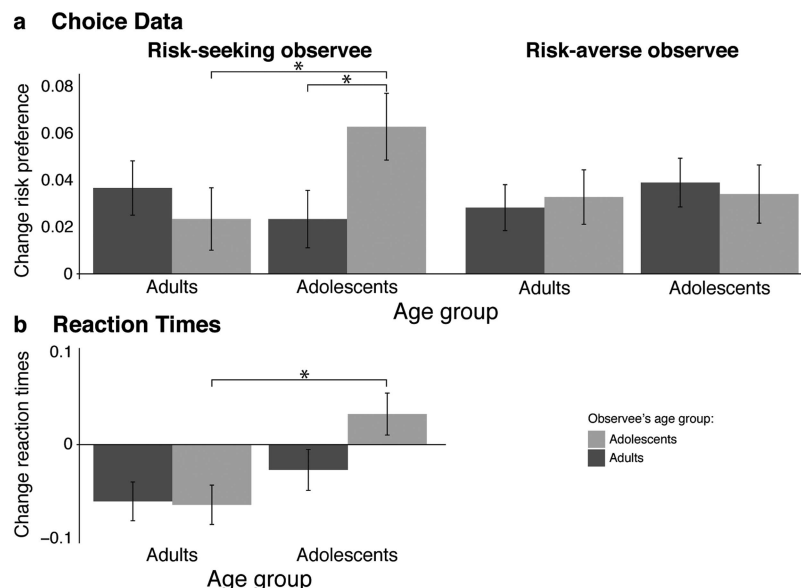 a Choice Data
Risk-seeking observee
Risk-averse observee
Change risk preference
0.08
0.06
0.04
0.02
0
*
*
Adults
Adolescents
Adults
Adolescents
Age group
b Reaction Times
Change reaction times
0.1
0
−0.1
*
Adults
Adolescents
Age group
Observee's age group:
Adolescents
Adults